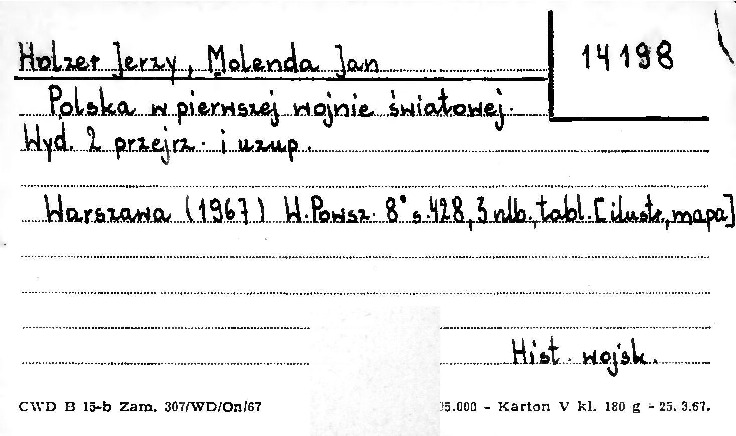 Holzer Jerzy, Molenda Jan
14198
Polska w pierwszej wojnie światowej.
Wyd. 2 przejrz. i uzup.
Warszawa (1967) W. Powsz. 8° s. 428, 3 nlb., tabl. [ilustr., mapa]
Hist. wojsk.
CWD B 15-b Zam. 307/WD/On/67
5.000 - Karton V kl. 180 g - 25. 3.67.